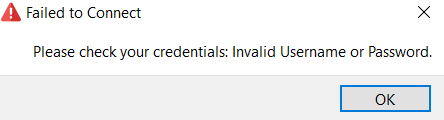 Failed to Connect
Please check your credentials: Invalid Username or Password.
OK